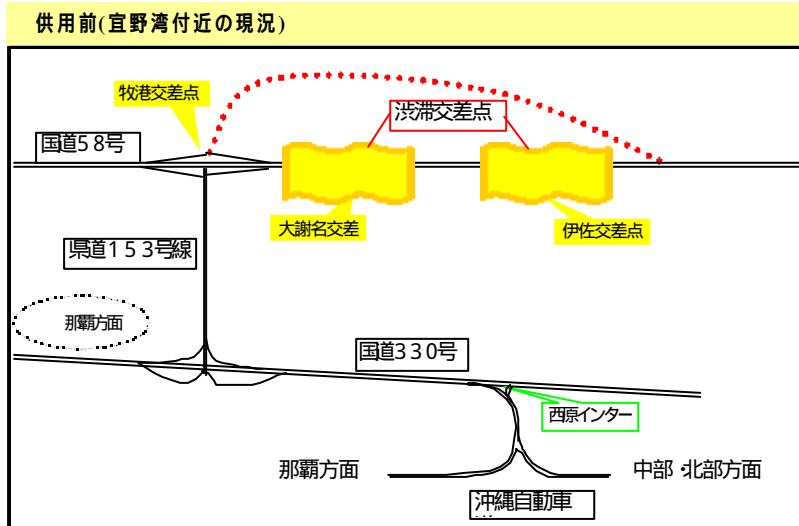 供用前(宜野湾付近の現況)
牧港交差点
渋滞交差点
国道58号
大謝名交差
伊佐交差点
県道153号線
那覇方面
国道330号
西原インター
那覇方面
中部・北部方面
沖縄自動車